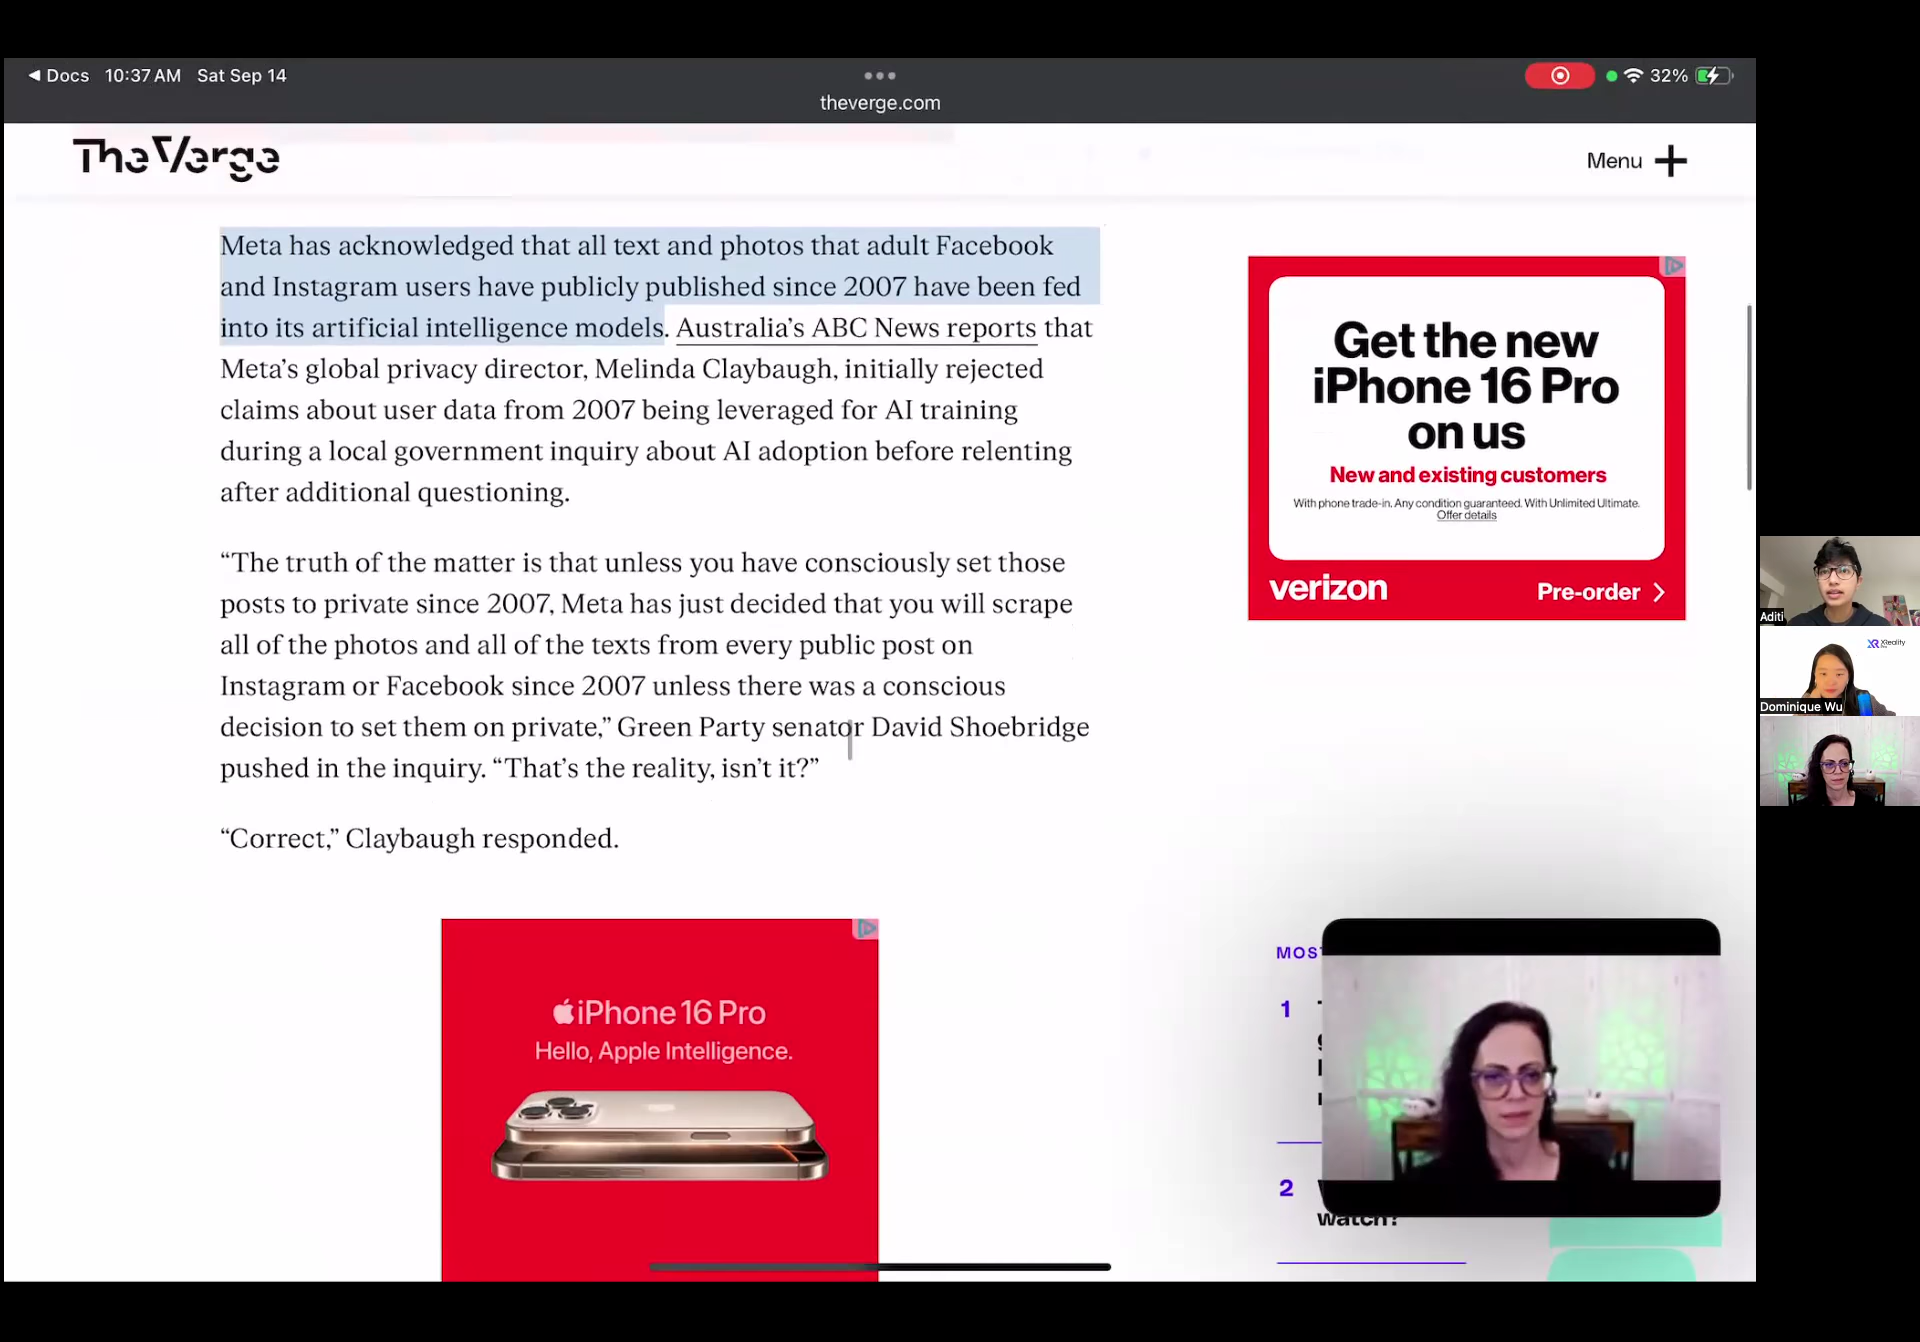 ◀ Docs 10:37 AM Sat Sep 14
32%
theverge.com
The Verge
Menu
Meta has acknowledged that all text and photos that adult Facebook
and Instagram users have publicly published since 2007 have been fed
into its artificial intelligence models. Australia’s ABC News reports that
Meta’s global privacy director, Melinda Claybaugh, initially rejected
claims about user data from 2007 being leveraged for AI training
during a local government inquiry about AI adoption before relenting
after additional questioning.
“The truth of the matter is that unless you have consciously set those
posts to private since 2007, Meta has just decided that you will scrape
all of the photos and all of the texts from every public post on
Instagram or Facebook since 2007 unless there was a conscious
decision to set them on private,” Green Party senator David Shoebridge
pushed in the inquiry. “That’s the reality, isn’t it?”
“Correct,” Claybaugh responded.
iPhone 16 Pro
Hello, Apple Intelligence.
Get the new
iPhone 16 Pro
on us
New and existing customers
With phone trade-in. Any condition guaranteed. With Unlimited Ultimate.
Offer details
verizon
Pre-order
1
2
watch?
Aditi
XReality
Dominique Wu